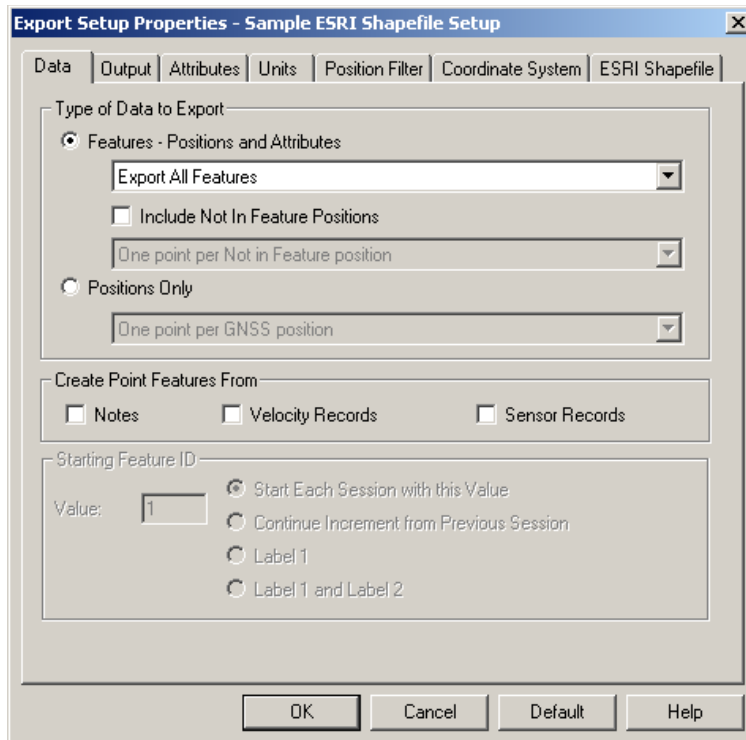 Export Setup Properties - Sample ESRI Shapefile Setup
Data Output Attributes Units Position Filter Coordinate System ESRI Shapefile
Type of Data to Export
Features - Positions and Attributes
Export All Features
Include Not In Feature Positions
One point per Not in Feature position
Positions Only
One point per GNSS position
Create Point Features From
Notes Velocity Records Sensor Records
Starting Feature ID
Value: 1 Start Each Session with this Value
Continue Increment from Previous Session
Label 1
Label 1 and Label 2
OK Cancel Default Help